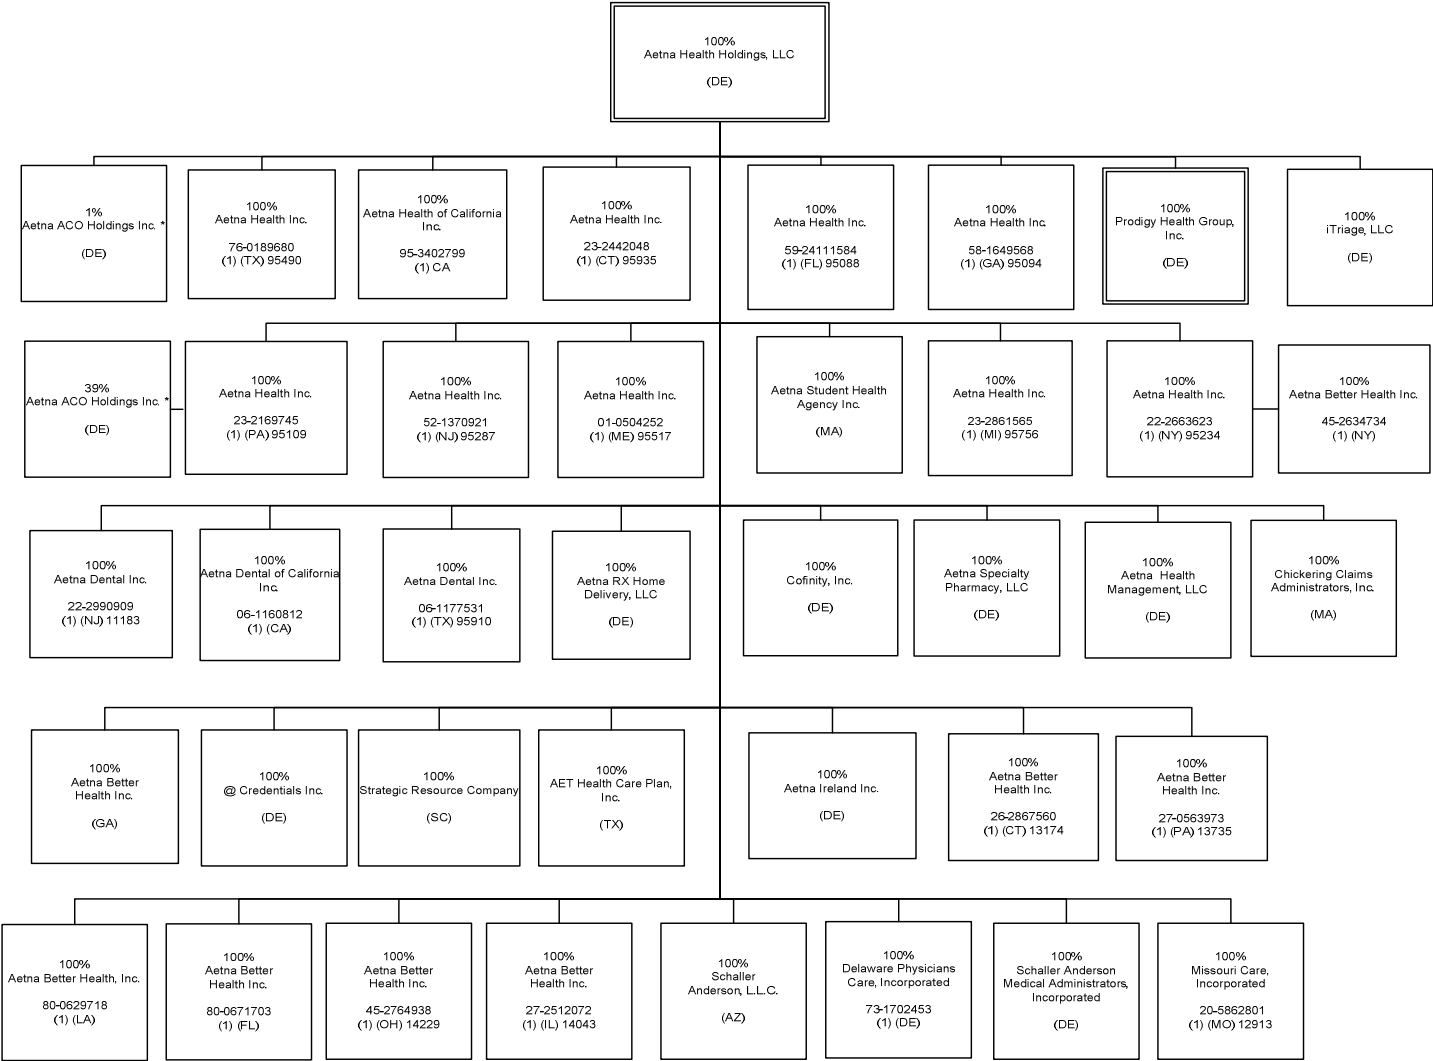 100%
Aetna Health Holdings, LLC
(DE)
1%
Aetna ACO Holdings Inc. *
(DE)
100%
Aetna Health Inc.
76-0189680
(1) (TX) 95490
100%
Aetna Health of California
Inc.
95-3402799
(1) CA
100%
Aetna Health Inc.
23-2442048
(1) (CT) 95935
100%
Aetna Health Inc.
59-24111584
(1) (FL) 95088
100%
Aetna Health Inc.
58-1649568
(1) (GA) 95094
100%
Prodigy Health Group,
Inc.
(DE)
100%
iTriage, LLC
(DE)
39%
Aetna ACO Holdings Inc. *
(DE)
100%
Aetna Health Inc.
23-2169745
(1) (PA) 95109
100%
Aetna Health Inc.
52-1370921
(1) (NJ) 95287
100%
Aetna Health Inc.
01-0504252
(1) (ME) 95517
100%
Aetna Student Health
Agency Inc.
(MA)
100%
Aetna Health Inc.
23-2861565
(1) (MI) 95756
100%
Aetna Health Inc.
22-2663623
(1) (NY) 95234
100%
Aetna Better Health Inc.
45-2634734
(1) (NY)
100%
Aetna Dental Inc.
22-2990909
(1) (NJ) 11183
100%
Aetna Dental of California
Inc.
06-1160812
(1) (CA)
100%
Aetna Dental Inc.
06-1177531
(1) (TX) 95910
100%
Aetna RX Home
Delivery, LLC
(DE)
100%
Cofinity, Inc.
(DE)
100%
Aetna Specialty
Pharmacy, LLC
(DE)
100%
Aetna Health
Management, LLC
(DE)
100%
Chickering Claims
Administrators, Inc.
(MA)
100%
Aetna Better
Health Inc.
(GA)
100%
@ Credentials Inc.
(DE)
100%
Strategic Resource Company
(SC)
100%
AET Health Care Plan,
Inc.
(TX)
100%
Aetna Ireland Inc.
(DE)
100%
Aetna Better
Health Inc.
26-2867560
(1) (CT) 13174
100%
Aetna Better
Health Inc.
27-0563973
(1) (PA) 13735
100%
Aetna Better Health, Inc.
80-0629718
(1) (LA)
100%
Aetna Better
Health Inc.
80-0671703
(1) (FL)
100%
Aetna Better
Health Inc.
45-2764938
(1) (OH) 14229
100%
Aetna Better
Health Inc.
27-2512072
(1) (IL) 14043
100%
Schaller
Anderson, L.L.C.
(AZ)
100%
Delaware Physicians
Care, Incorporated
73-1702453
(1) (DE)
100%
Schaller Anderson
Medical Administrators,
Incorporated
(DE)
100%
Missouri Care,
Incorporated
20-5862801
(1) (MO) 12913